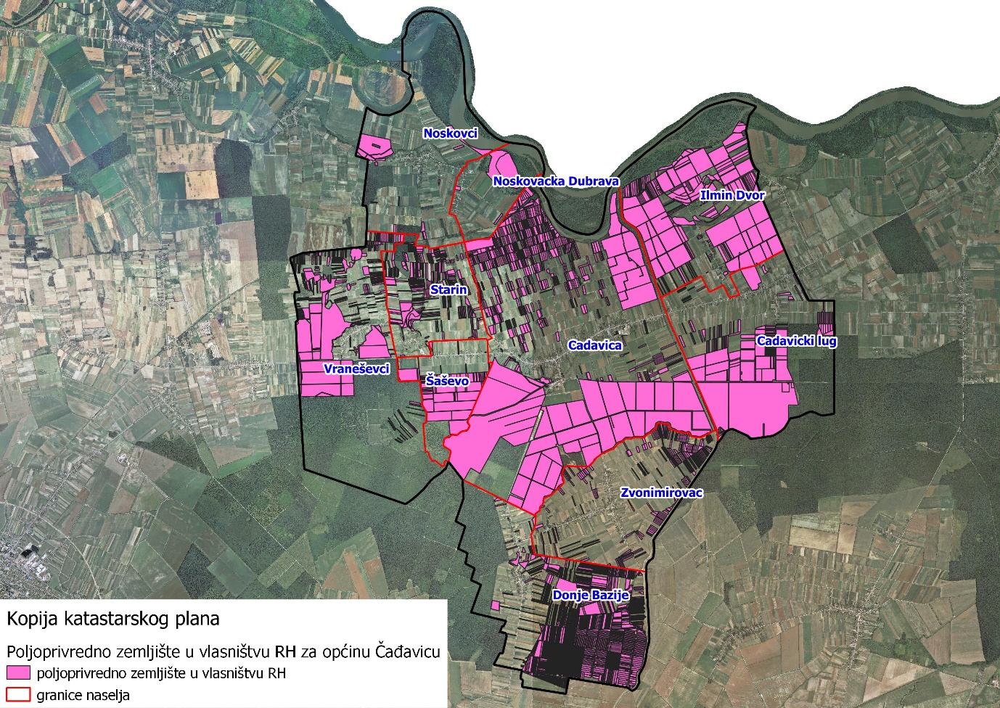 Noskovci
Noskovacka Dubrava
Ilmin Dvor
Starin
Cadavica
Cadavicki lug
Vraneševci
Šaševo
Zvonimirovac
Donje Bazije
Kopija katastarskog plana
Poljoprivredno zemljište u vlasništvu RH za općinu Čađavicu
poljoprivredno zemljište u vlasništvu RH
granice naselja